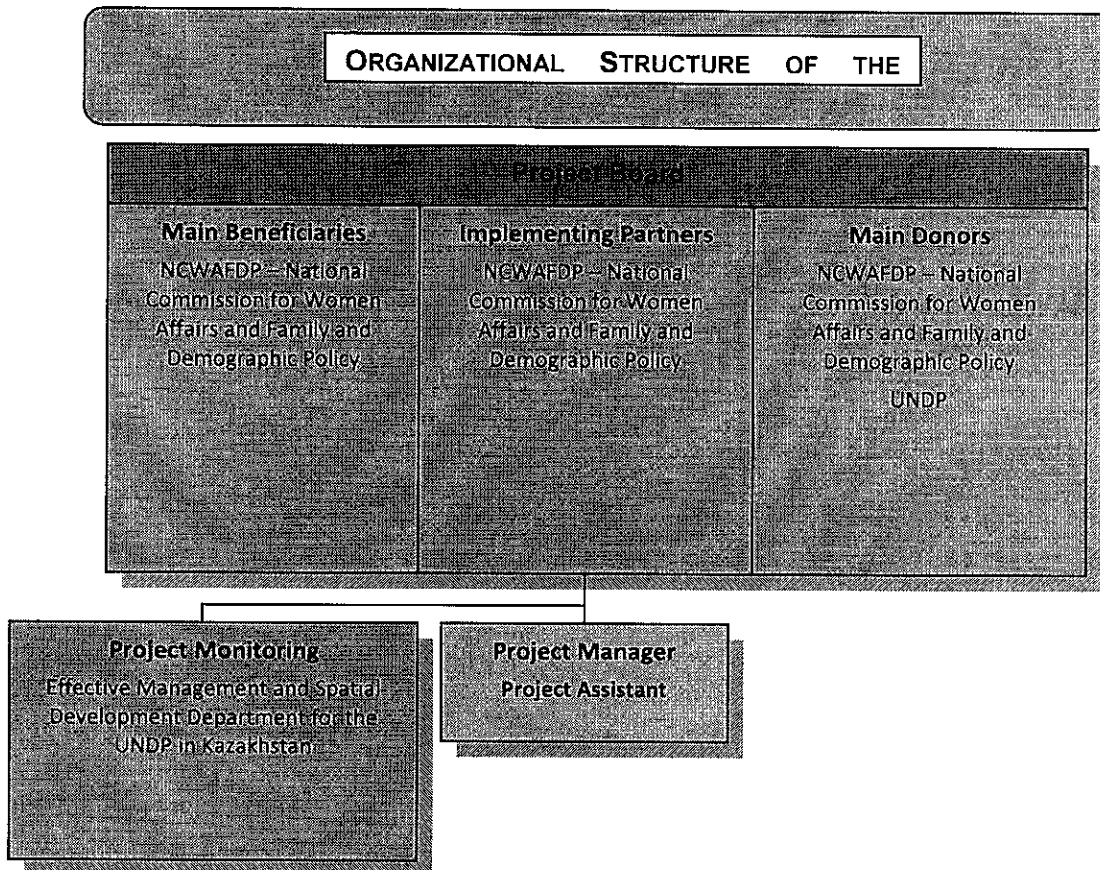 ORGANIZATIONAL STRUCTURE OF THE
Project Board
Main Beneficiaries
NCWAFDP – National
Commission for Women
Affairs and Family and
Demographic Policy
Implementing Partners
NCWAFDP – National
Commission for Women
Affairs and Family and
Demographic Policy
Main Donors
NCWAFDP – National
Commission for Women
Affairs and Family and
Demographic Policy
UNDP
Project Monitoring
Effective Management and Spatial
Development Department for the
UNDP in Kazakhstan
Project Manager
Project Assistant